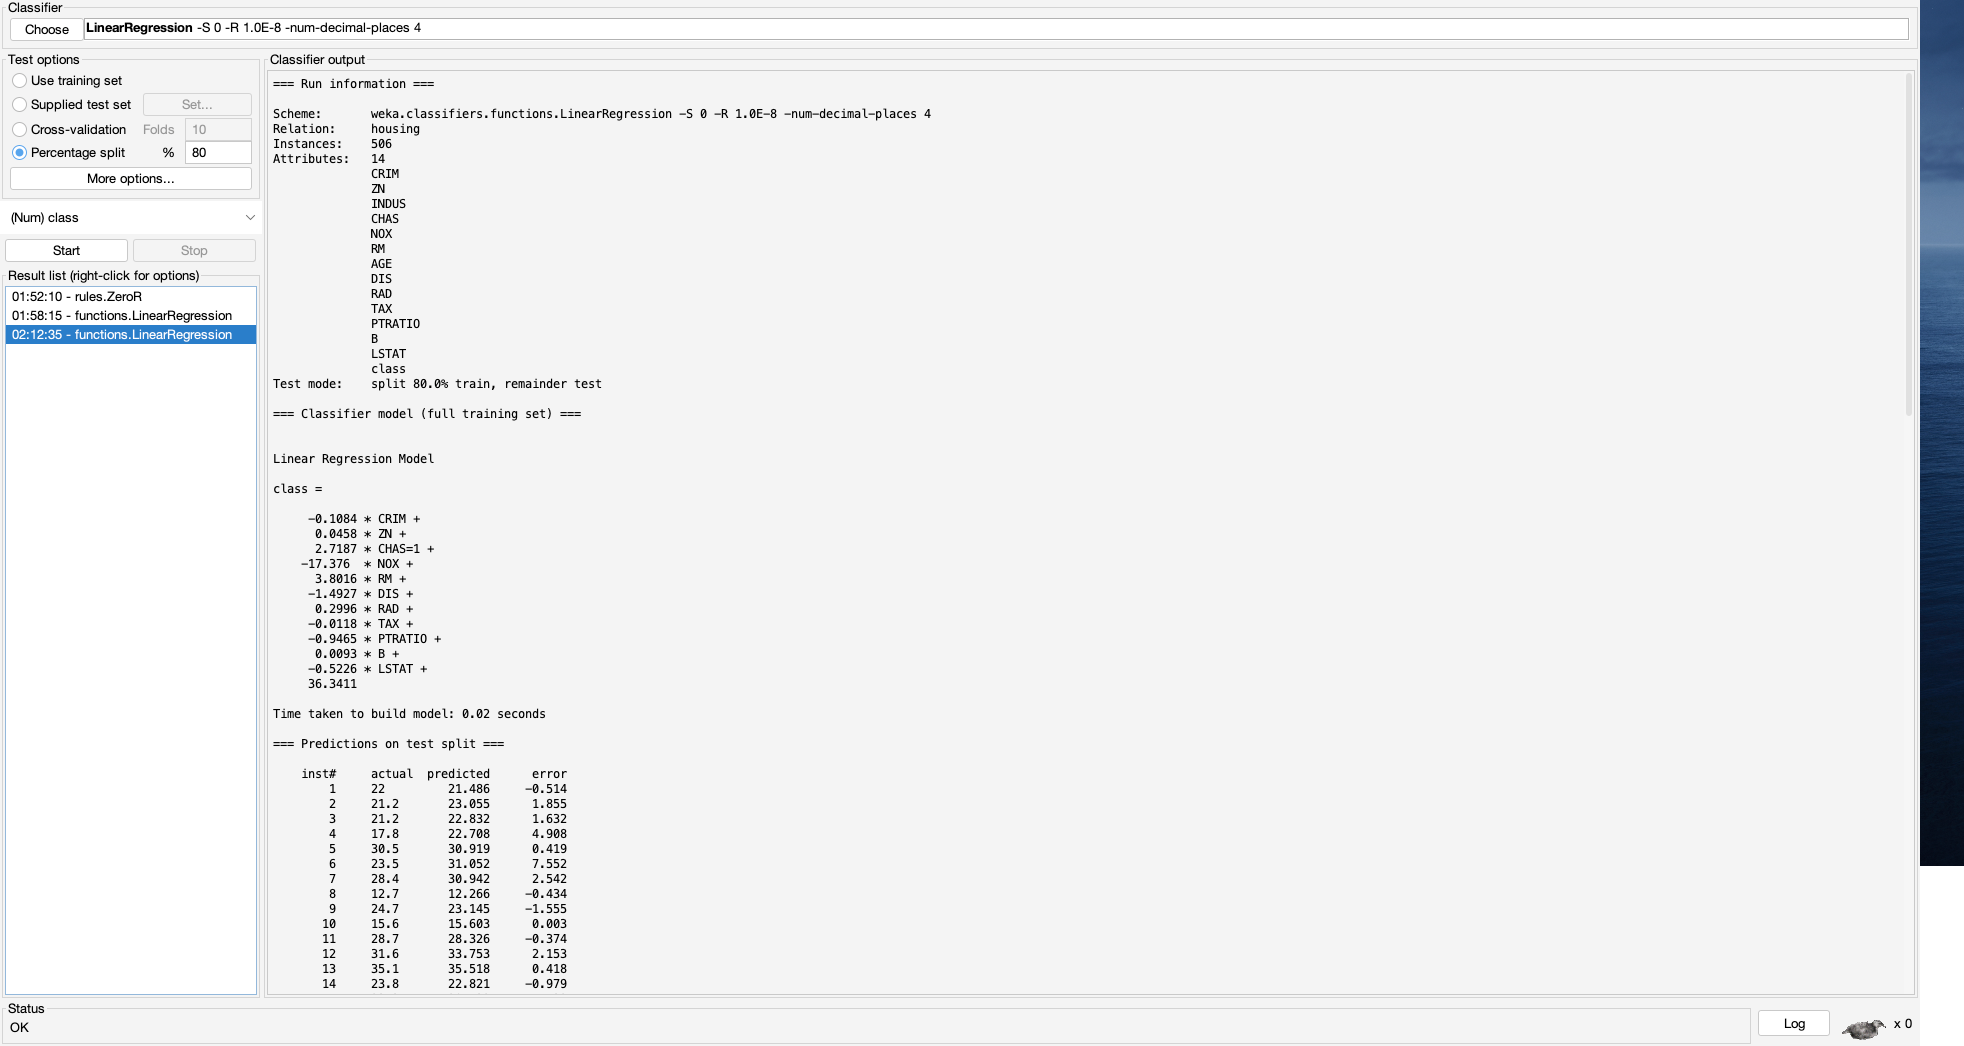 Classifier
Choose LinearRegression -S 0 -R 1.0E-8 -num-decimal-places 4
Test options
Use training set
Supplied test set Set...
Cross-validation Folds 10
Percentage split % 80
More options...
(Num) class
Start Stop
Result list (right-click for options)
01:52:10 - rules.ZeroR
01:58:15 - functions.LinearRegression
02:12:35 - functions.LinearRegression
Classifier output
=== Run information ===
Scheme: weka.classifiers.functions.LinearRegression -S 0 -R 1.0E-8 -num-decimal-places 4
Relation: housing
Instances: 506
Attributes: 14
CRIM
ZN
INDUS
CHAS
NOX
RM
AGE
DIS
RAD
TAX
PTRATIO
B
LSTAT
class
Test mode: split 80.0% train, remainder test
=== Classifier model (full training set) ===
Linear Regression Model
class =
-0.1084 * CRIM +
0.0458 * ZN +
2.7187 * CHAS=1 +
-17.376 * NOX +
3.8016 * RM +
-1.4927 * DIS +
0.2996 * RAD +
-0.0118 * TAX +
-0.9465 * PTRATIO +
0.0093 * B +
-0.5226 * LSTAT +
36.3411
Time taken to build model: 0.02 seconds
=== Predictions on test split ===
inst# actual predicted error
1 22 21.486 -0.514
2 21.2 23.055 1.855
3 21.2 22.832 1.632
4 17.8 22.708 4.908
5 30.5 30.919 0.419
6 23.5 31.052 7.552
7 28.4 30.942 2.542
8 12.7 12.266 -0.434
9 24.7 23.145 -1.555
10 15.6 15.603 0.003
11 28.7 28.326 -0.374
12 31.6 33.753 2.153
13 35.1 35.518 0.418
14 23.8 22.821 -0.979
Status
OK
Log x 0